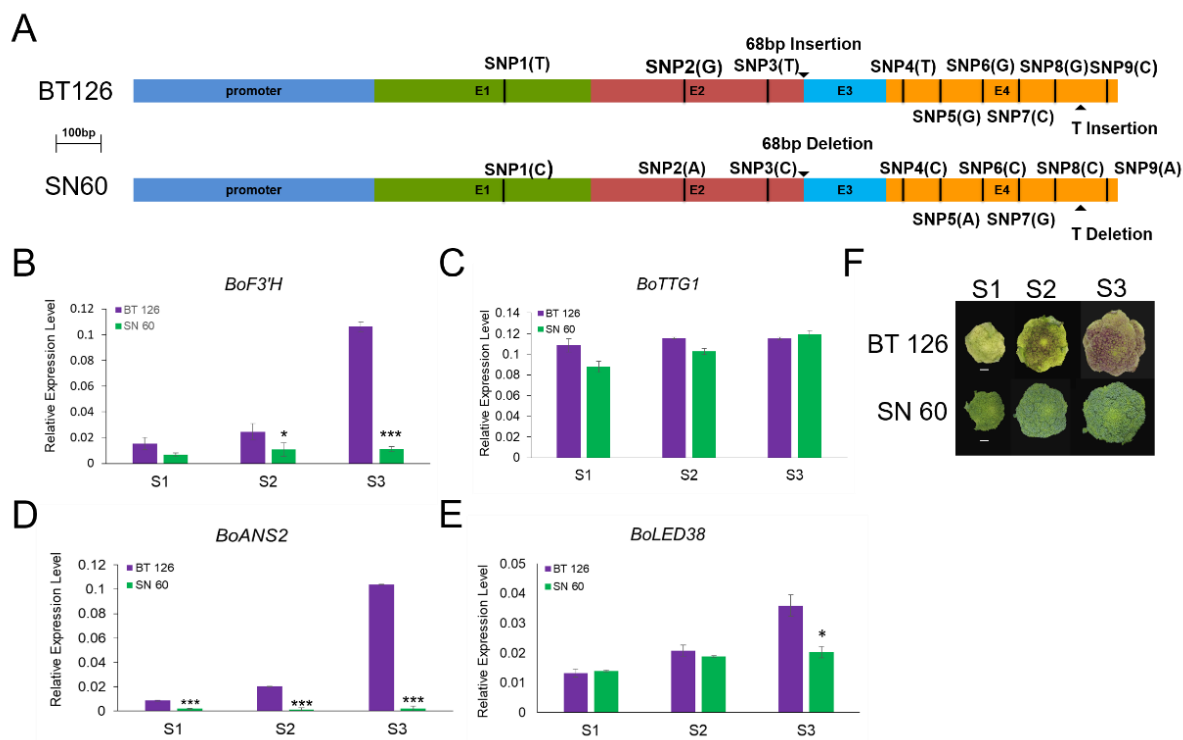 A
68bp Insertion
SNP1(T) SNP2(G) SNP3(T) SNP4(T) SNP6(G) SNP8(G) SNP9(C)
BT126 promoter E1 E2 E3 E4
SNP5(G) SNP7(C) T Insertion
100bp
68bp Deletion
SNP1(C) SNP2(A) SNP3(C) SNP4(C) SNP6(C) SNP8(C) SNP9(A)
SN60 promoter E1 E2 E3 E4
SNP5(A) SNP7(G) T Deletion
B
BoF3'H
Relative Expression Level
BT 126
SN 60
0.12
0.1
0.08
0.06
0.04
0.02
0
* ***
S1 S2 S3
C
BoTTG1
Relative Expression Level
BT 126
SN 60
0.14
0.12
0.1
0.08
0.06
0.04
0.02
0
S1 S2 S3
F
S1 S2 S3
BT 126
SN 60
D
BoANS2
Relative Expression Level
BT 126
SN 60
0.12
0.1
0.08
0.06
0.04
0.02
0
*** *** ***
S1 S2 S3
E
BoLED38
Relative Expression Level
BT 126
SN 60
0.05
0.04
0.03
0.02
0.01
0
*
S1 S2 S3